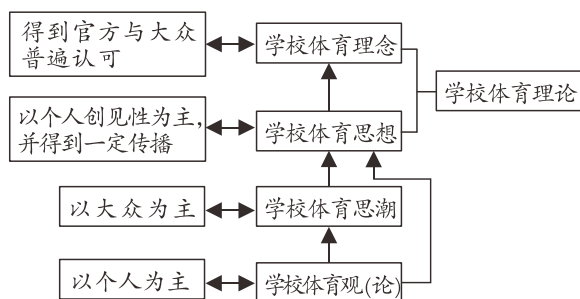 得到官方与大众
普遍认可
学校体育理念
学校体育理论
以个人创见性为主,
并得到一定传播
学校体育思想
以大众为主
学校体育思潮
以个人为主
学校体育观(论)